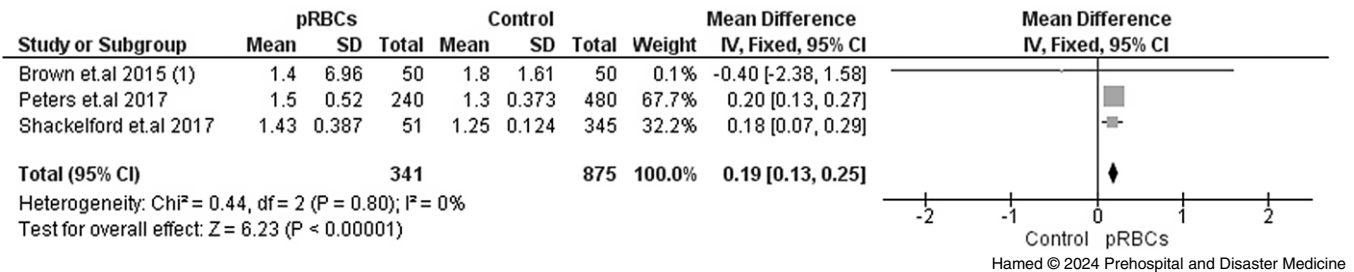 pRBCs Control Mean Difference Mean Difference
Study or Subgroup Mean SD Total Mean SD Total Weight IV, Fixed, 95% CI IV, Fixed, 95% CI
Brown et.al 2015 (1) 1.4 6.96 50 1.8 1.61 50 0.1% -0.40 [-2.38, 1.58]
Peters et.al 2017 1.5 0.52 240 1.3 0.373 480 67.7% 0.20 [0.13, 0.27]
Shackelford et.al 2017 1.43 0.387 51 1.25 0.124 345 32.2% 0.18 [0.07, 0.29]
Total (95% CI) 341 875 100.0% 0.19 [0.13, 0.25]
Heterogeneity: Chi² = 0.44, df = 2 (P = 0.80); I² = 0%
Test for overall effect: Z = 6.23 (P < 0.00001)
-2 -1 0 1 2
Control pRBCs
Hamed © 2024 Prehospital and Disaster Medicine